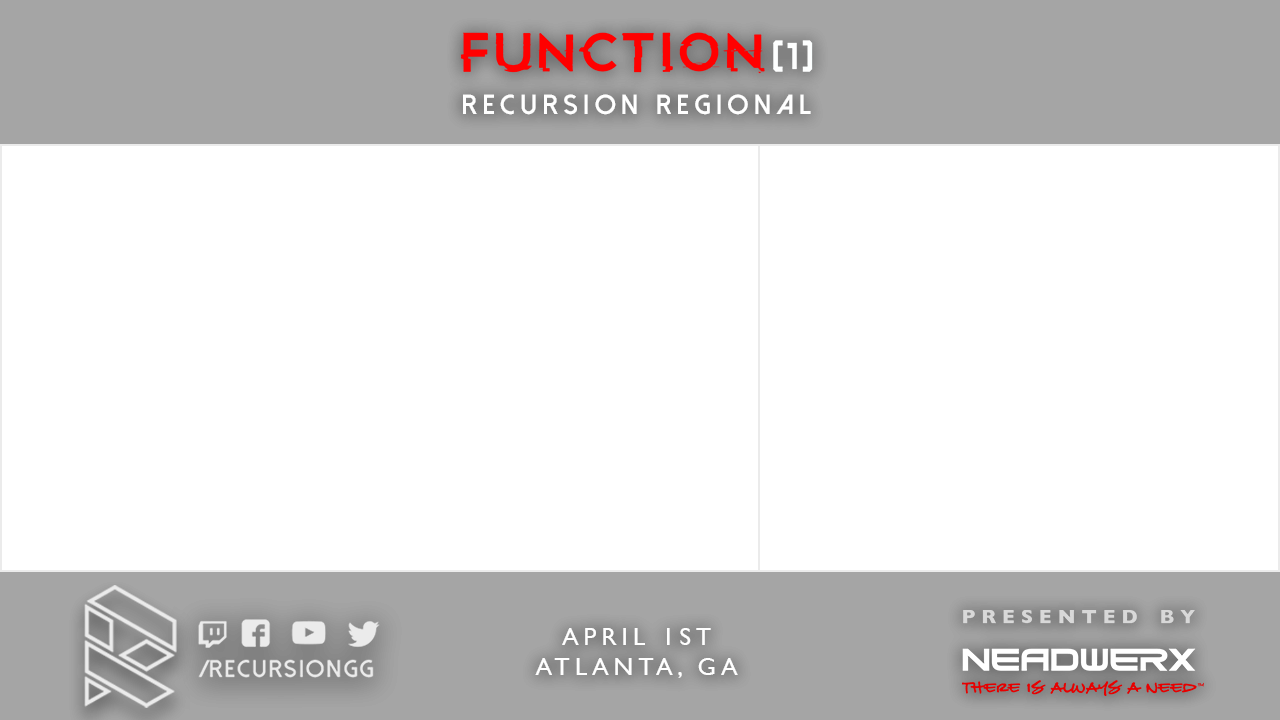 FUNCTION[1]
RECURSION REGIONAL
/RECURSIONGG
APRIL 1ST
ATLANTA, GA
PRESENTED BY
NEADWERX
THERE IS ALWAYS A NEED™